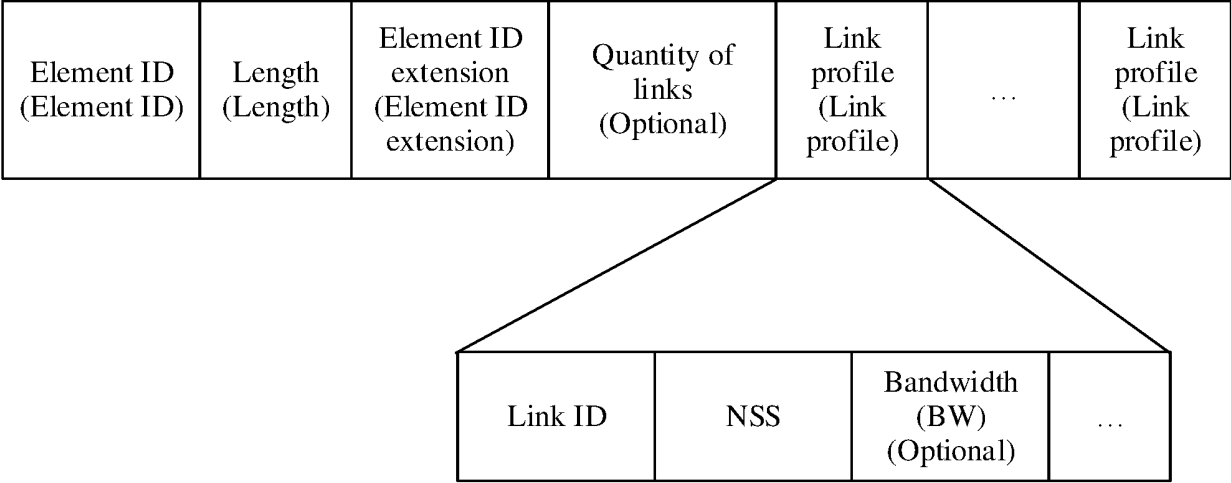 Element ID
(Element ID)
Length
(Length)
Element ID
extension
(Element ID
extension)
Quantity of
links
(Optional)
Link
profile
(Link
profile)
...
Link
profile
(Link
profile)
Link ID
NSS
Bandwidth
(BW)
(Optional)
...